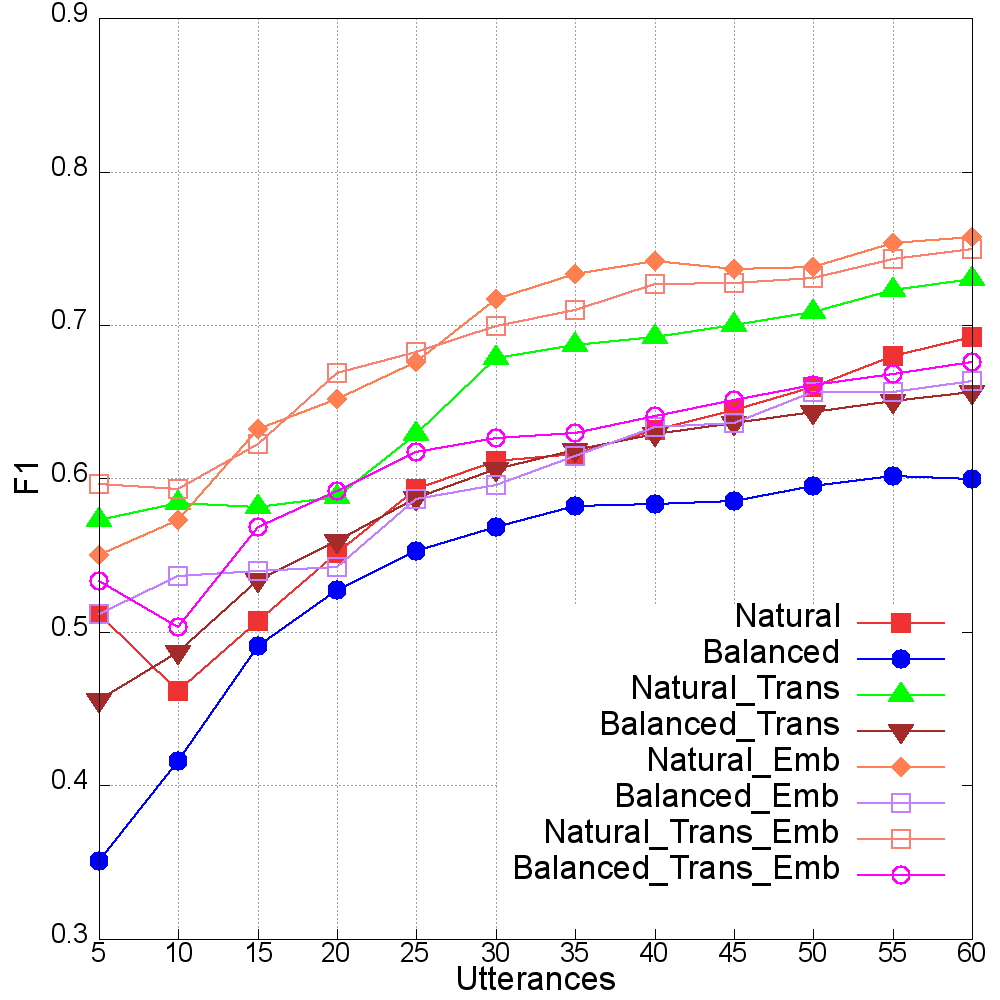 0.9
0.8
0.7
0.6
0.5
0.4
0.3
F1
Natural
Balanced
Natural_Trans
Balanced_Trans
Natural_Emb
Balanced_Emb
Natural_Trans_Emb
Balanced_Trans_Emb
5 10 15 20 25 30 35 40 45 50 55 60
Utterances